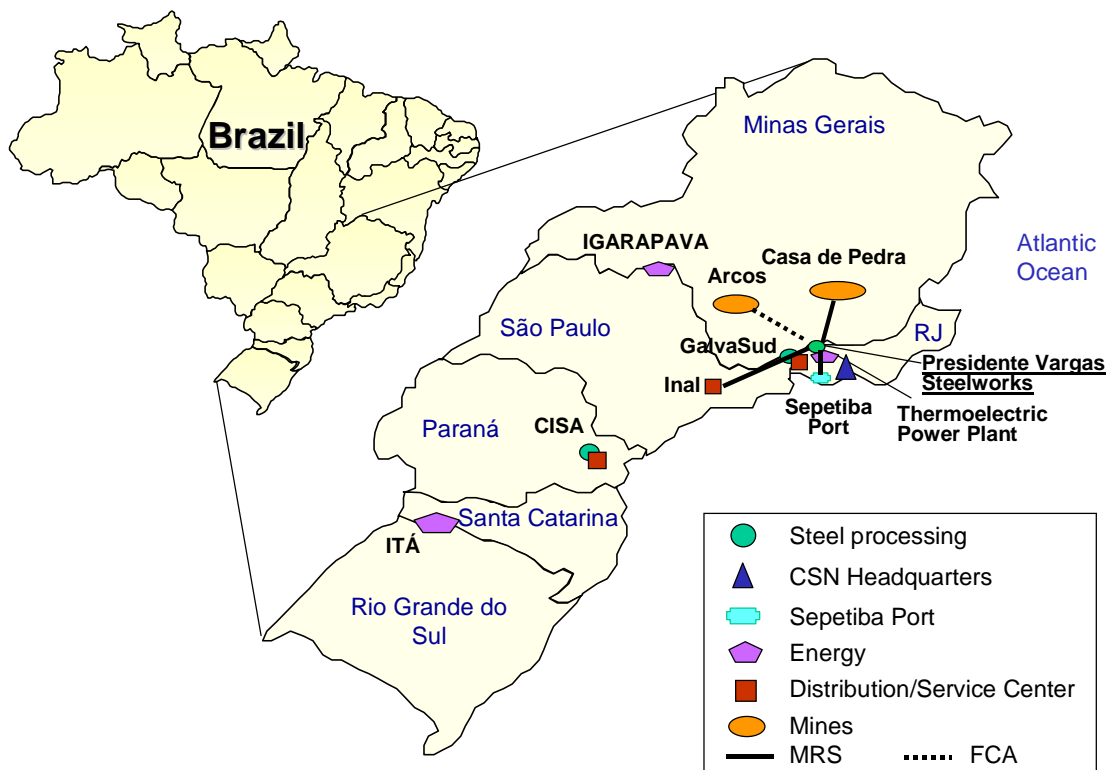 Brazil
Minas Gerais
Atlantic
Ocean
IGARAPAVA
Casa de Pedra
Arcos
São Paulo
RJ
GalvaSud
Presidente Vargas
Steelworks
Inal
Sepetiba
Port
Thermoelectric
Power Plant
Paraná
CISA
Santa Catarina
ITÁ
Rio Grande do
Sul
Steel processing
CSN Headquarters
Sepetiba Port
Energy
Distribution/Service Center
Mines
MRS FCA